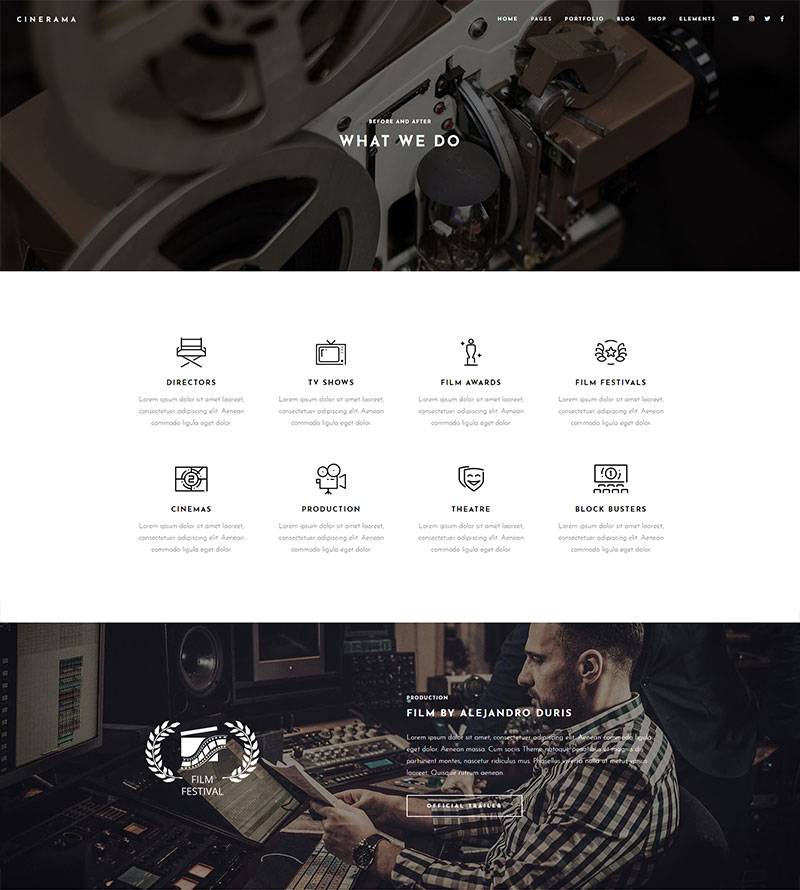 CINERAMA
HOME PAGES PORTFOLIO BLOG SHOP ELEMENTS
BEFORE AND AFTER
WHAT WE DO
DIRECTORS
Lorem ipsum dolor sit amet laoreet,
consectetuer adipiscing elit. Aenean
commodo ligula eget dolor.
TV SHOWS
Lorem ipsum dolor sit amet laoreet,
consectetuer adipiscing elit. Aenean
commodo ligula eget dolor.
FILM AWARDS
Lorem ipsum dolor sit amet laoreet,
consectetuer adipiscing elit. Aenean
commodo ligula eget dolor.
FILM FESTIVALS
Lorem ipsum dolor sit amet laoreet,
consectetuer adipiscing elit. Aenean
commodo ligula eget dolor.
2
CINEMAS
Lorem ipsum dolor sit amet laoreet,
consectetuer adipiscing elit. Aenean
commodo ligula eget dolor.
PRODUCTION
Lorem ipsum dolor sit amet laoreet,
consectetuer adipiscing elit. Aenean
commodo ligula eget dolor.
THEATRE
Lorem ipsum dolor sit amet laoreet,
consectetuer adipiscing elit. Aenean
commodo ligula eget dolor.
1
BLOCK BUSTERS
Lorem ipsum dolor sit amet laoreet,
consectetuer adipiscing elit. Aenean
commodo ligula eget dolor.
FILM
FESTIVAL
PRODUCTION
FILM BY ALEJANDRO DURIS
Lorem ipsum dolor sit amet, consectetuer adipiscing elit. Aenean commodo ligula
eget dolor. Aenean massa. Cum sociis Theme natoque penatibus et magnis dis
parturient montes, nascetur ridiculus mus. Phasellus viverra nulla ut metus varius
laoreet. Quisque rutrum aenean.
OFFICIAL TRAILER